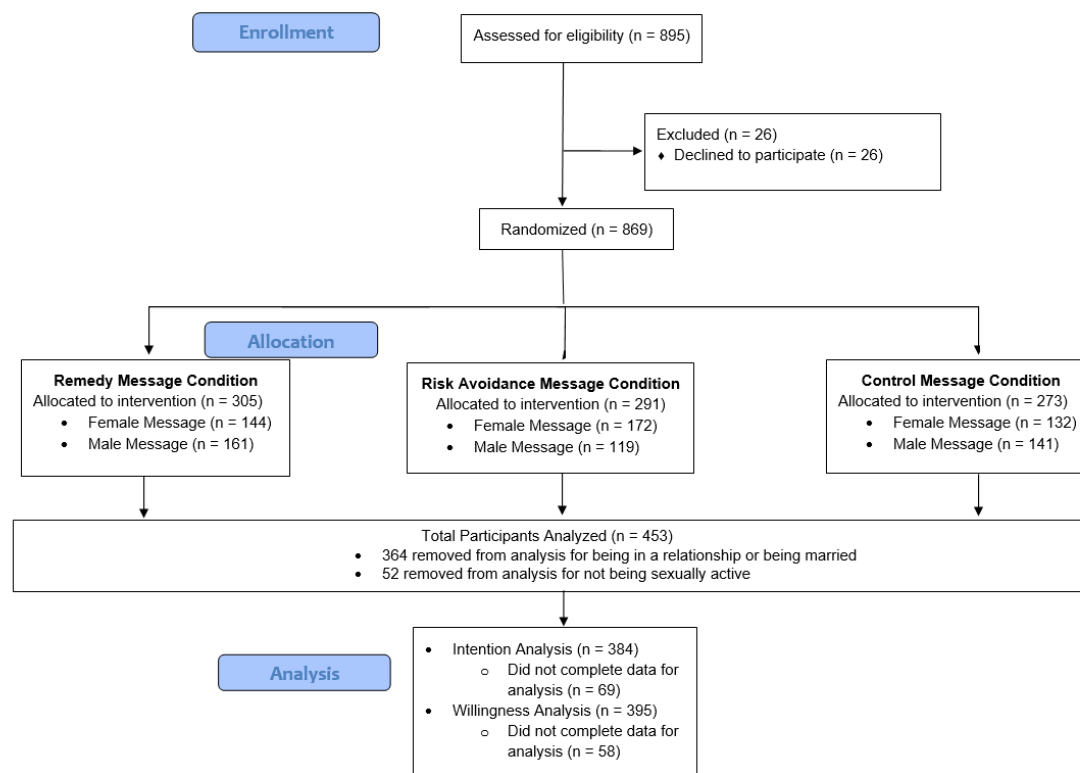 Enrollment
Assessed for eligibility (n = 895)
Excluded (n = 26)
♦ Declined to participate (n = 26)
Randomized (n = 869)
Allocation
Remedy Message Condition
Allocated to intervention (n = 305)
• Female Message (n = 144)
• Male Message (n = 161)
Risk Avoidance Message Condition
Allocated to intervention (n = 291)
• Female Message (n = 172)
• Male Message (n = 119)
Control Message Condition
Allocated to intervention (n = 273)
• Female Message (n = 132)
• Male Message (n = 141)
Total Participants Analyzed (n = 453)
• 364 removed from analysis for being in a relationship or being married
• 52 removed from analysis for not being sexually active
Analysis
• Intention Analysis (n = 384)
o Did not complete data for
analysis (n = 69)
• Willingness Analysis (n = 395)
o Did not complete data for
analysis (n = 58)